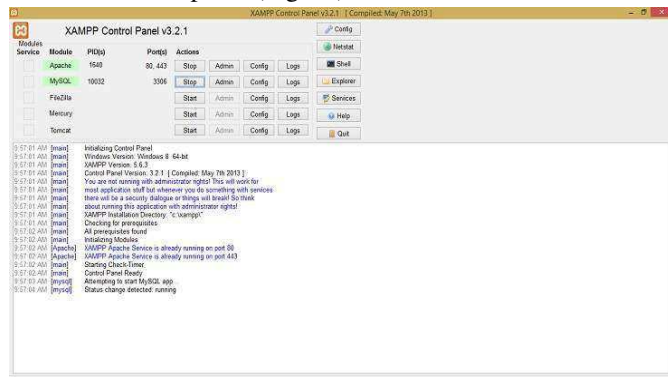 XAMPP Control Panel v3.2.1 [ Compiled: May 7th 2013 ]
XAMPP Control Panel v3.2.1
Config
Modules
Service Module PID(s) Port(s) Actions
Netstat
Apache 1640 80, 443 Stop Admin Config Logs
Shell
MySQL 10032 3306 Stop Admin Config Logs
Explorer
FileZilla Start Admin Config Logs
Services
Mercury Start Admin Config Logs
Help
Tomcat Start Admin Config Logs
Quit
9:57:01 AM [main] Initializing Control Panel
9:57:01 AM [main] Windows Version: Windows 8 64-bit
9:57:01 AM [main] XAMPP Version: 5.6.3
9:57:01 AM [main] Control Panel Version: 3.2.1 [ Compiled: May 7th 2013 ]
9:57:01 AM [main] You are not running with administrator rights! This will work for
9:57:01 AM [main] most application stuff but whenever you do something with services
9:57:01 AM [main] there will be a security dialogue or things will break! So think
9:57:01 AM [main] about running this application with administrator rights!
9:57:01 AM [main] XAMPP Installation Directory: "c:\xampp\"
9:57:01 AM [main] Checking for prerequisites
9:57:02 AM [main] All prerequisites found
9:57:02 AM [main] Initializing Modules
9:57:02 AM [Apache] XAMPP Apache Service is already running on port 80
9:57:02 AM [Apache] XAMPP Apache Service is already running on port 443
9:57:02 AM [main] Starting Check-Timer
9:57:02 AM [main] Control Panel Ready
9:57:03 AM [mysql] Attempting to start MySQL app
9:57:04 AM [mysql] Status change detected: running